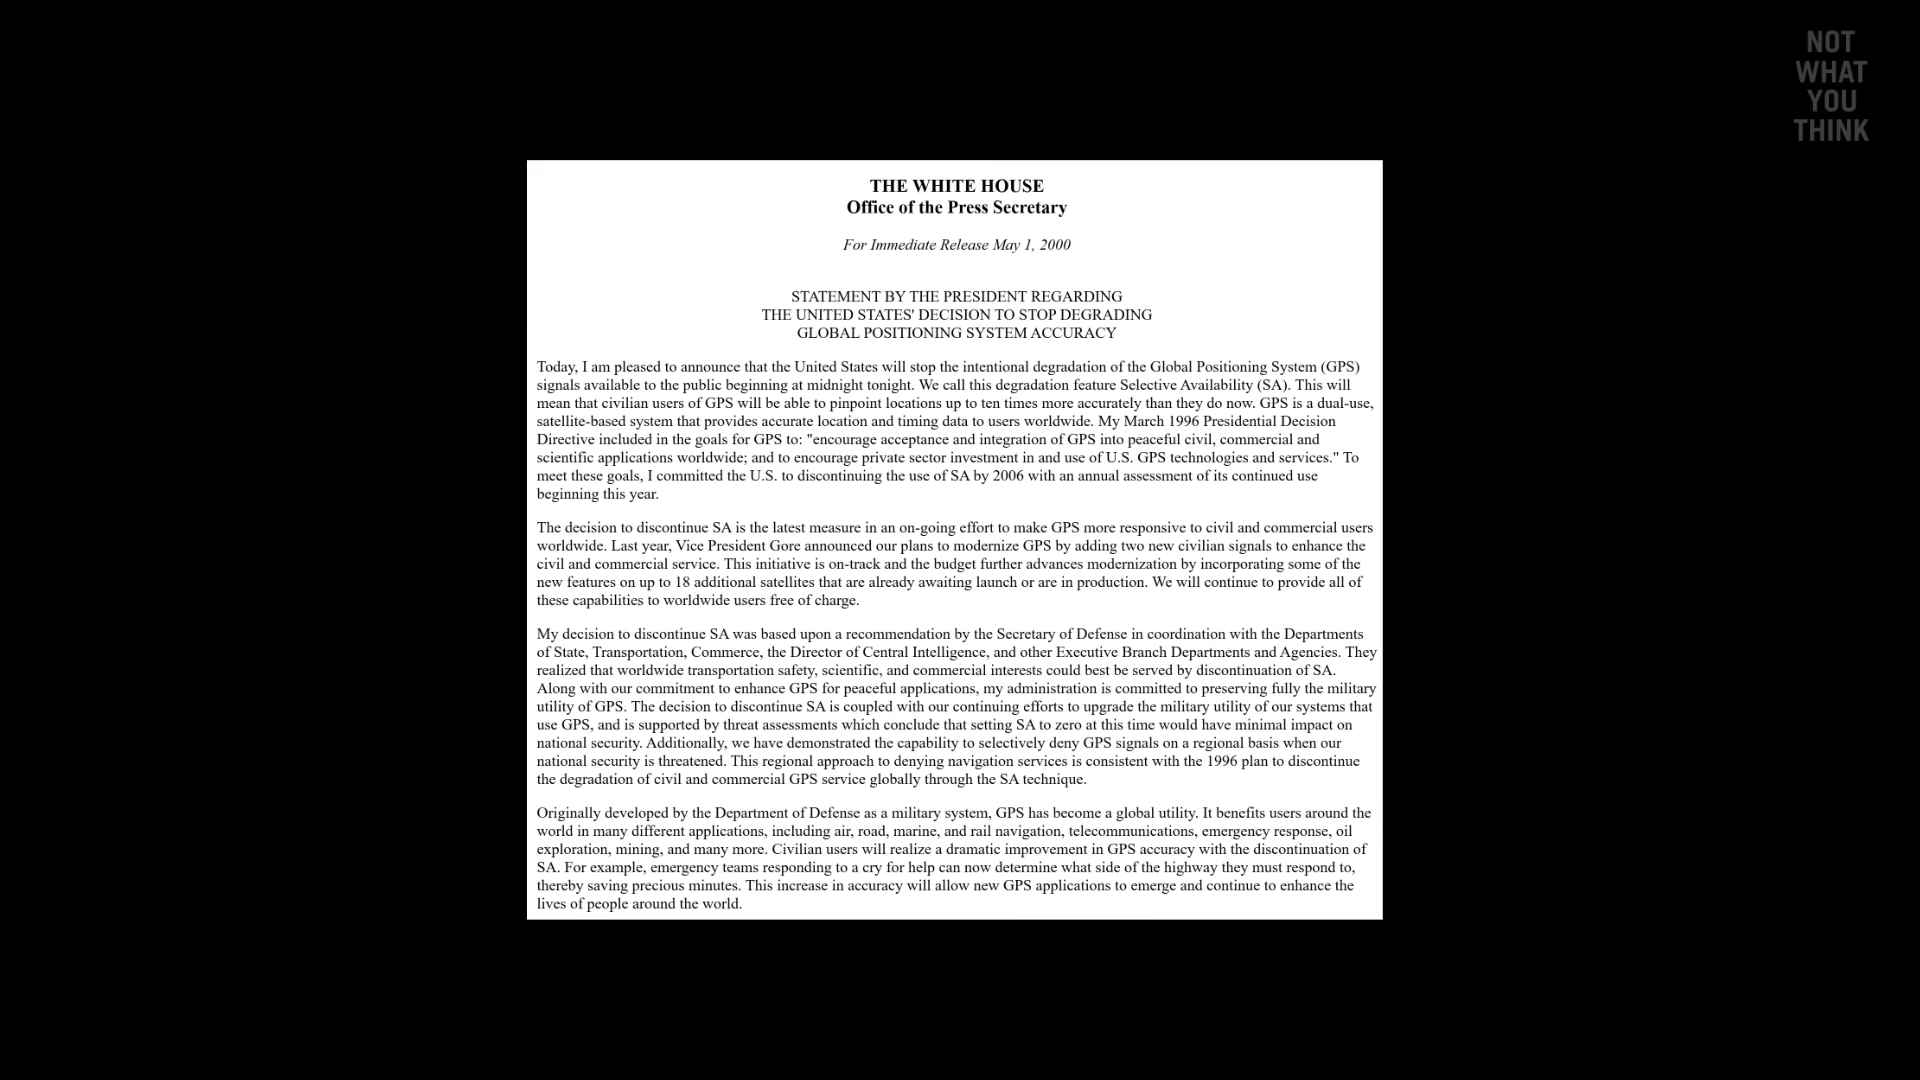 NOT
WHAT
YOU
THINK
THE WHITE HOUSE
Office of the Press Secretary
For Immediate Release May 1, 2000
STATEMENT BY THE PRESIDENT REGARDING
THE UNITED STATES' DECISION TO STOP DEGRADING
GLOBAL POSITIONING SYSTEM ACCURACY
Today, I am pleased to announce that the United States will stop the intentional degradation of the Global Positioning System (GPS)
signals available to the public beginning at midnight tonight. We call this degradation feature Selective Availability (SA). This will
mean that civilian users of GPS will be able to pinpoint locations up to ten times more accurately than they do now. GPS is a dual-use,
satellite-based system that provides accurate location and timing data to users worldwide. My March 1996 Presidential Decision
Directive included in the goals for GPS to: "encourage acceptance and integration of GPS into peaceful civil, commercial and
scientific applications worldwide; and to encourage private sector investment in and use of U.S. GPS technologies and services." To
meet these goals, I committed the U.S. to discontinuing the use of SA by 2006 with an annual assessment of its continued use
beginning this year.
The decision to discontinue SA is the latest measure in an on-going effort to make GPS more responsive to civil and commercial users
worldwide. Last year, Vice President Gore announced our plans to modernize GPS by adding two new civilian signals to enhance the
civil and commercial service. This initiative is on-track and the budget further advances modernization by incorporating some of the
new features on up to 18 additional satellites that are already awaiting launch or are in production. We will continue to provide all of
these capabilities to worldwide users free of charge.
My decision to discontinue SA was based upon a recommendation by the Secretary of Defense in coordination with the Departments
of State, Transportation, Commerce, the Director of Central Intelligence, and other Executive Branch Departments and Agencies. They
realized that worldwide transportation safety, scientific, and commercial interests could best be served by discontinuation of SA.
Along with our commitment to enhance GPS for peaceful applications, my administration is committed to preserving fully the military
utility of GPS. The decision to discontinue SA is coupled with our continuing efforts to upgrade the military utility of our systems that
use GPS, and is supported by threat assessments which conclude that setting SA to zero at this time would have minimal impact on
national security. Additionally, we have demonstrated the capability to selectively deny GPS signals on a regional basis when our
national security is threatened. This regional approach to denying navigation services is consistent with the 1996 plan to discontinue
the degradation of civil and commercial GPS service globally through the SA technique.
Originally developed by the Department of Defense as a military system, GPS has become a global utility. It benefits users around the
world in many different applications, including air, road, marine, and rail navigation, telecommunications, emergency response, oil
exploration, mining, and many more. Civilian users will realize a dramatic improvement in GPS accuracy with the discontinuation of
SA. For example, emergency teams responding to a cry for help can now determine what side of the highway they must respond to,
thereby saving precious minutes. This increase in accuracy will allow new GPS applications to emerge and continue to enhance the
lives of people around the world.